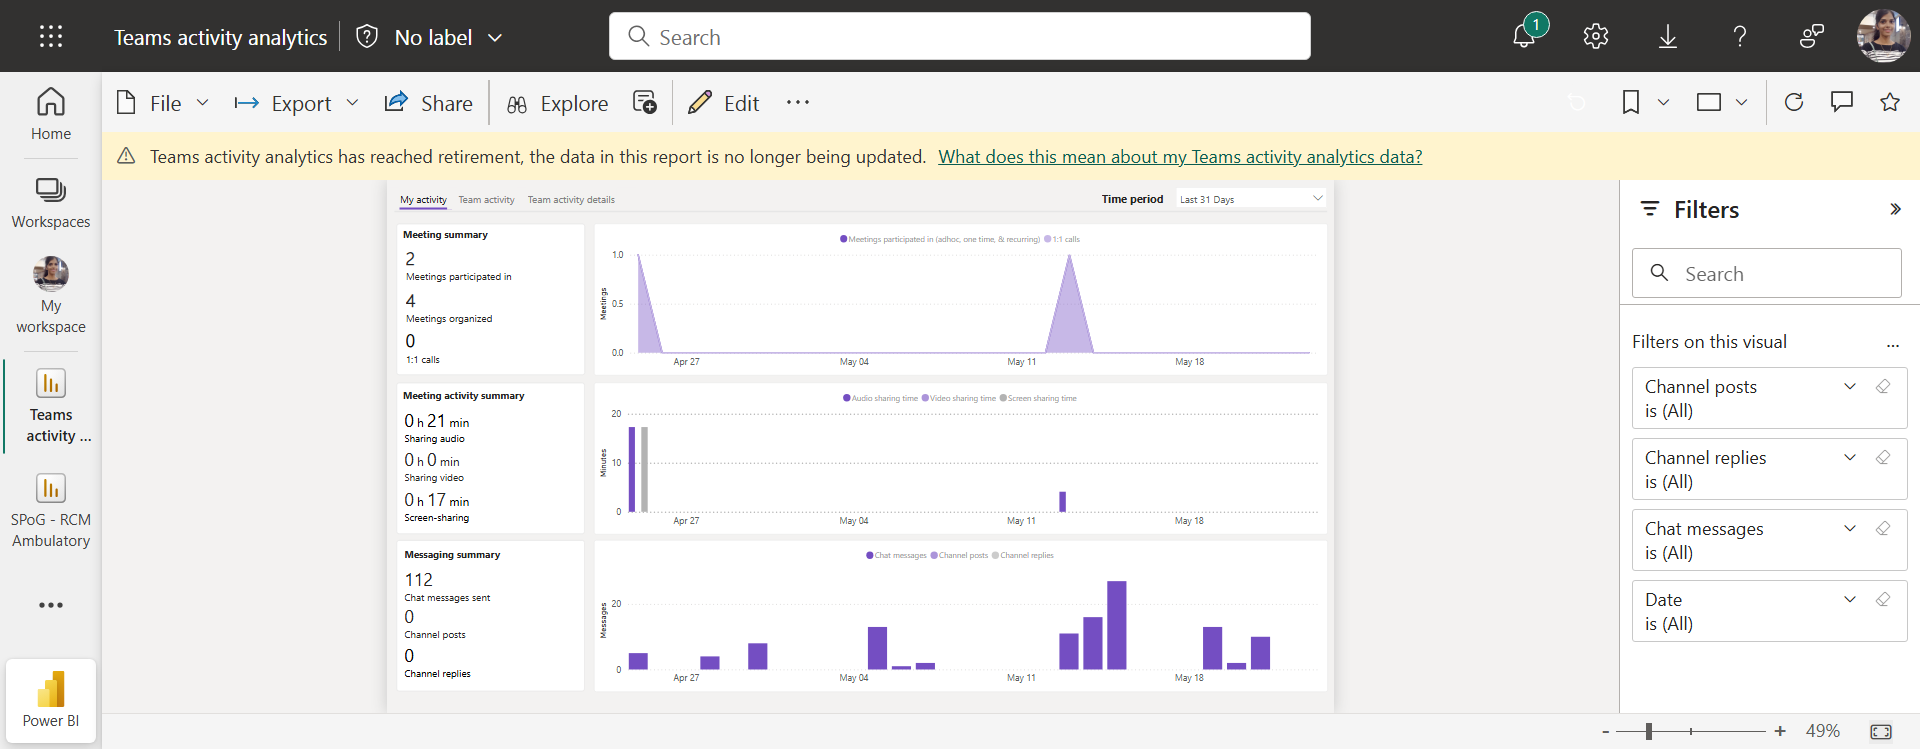 Teams activity analytics
No label
Search
1
File
Export
Share
Explore
Edit
Teams activity analytics has reached retirement, the data in this report is no longer being updated. What does this mean about my Teams activity analytics data?
Home
Workspaces
My
workspace
Teams
activity ...
SPoG - RCM
Ambulatory
Power BI
My activity
Team activity
Team activity details
Time period
Last 31 Days
Meeting summary
2
Meetings participated in
4
Meetings organized
0
1:1 calls
Meetings participated in (adhoc, one time, & recurring)
1:1 calls
Meetings
1.0
0.5
0.0
Apr 27
May 04
May 11
May 18
Meeting activity summary
0 h 21 min
Sharing audio
0 h 0 min
Sharing video
0 h 17 min
Screen-sharing
Audio sharing time
Video sharing time
Screen sharing time
Minutes
20
10
0
Apr 27
May 04
May 11
May 18
Messaging summary
112
Chat messages sent
0
Channel posts
0
Channel replies
Chat messages
Channel posts
Channel replies
Messages
20
0
Apr 27
May 04
May 11
May 18
Filters
Search
Filters on this visual
...
Channel posts
is (All)
Channel replies
is (All)
Chat messages
is (All)
Date
is (All)
- + 49%